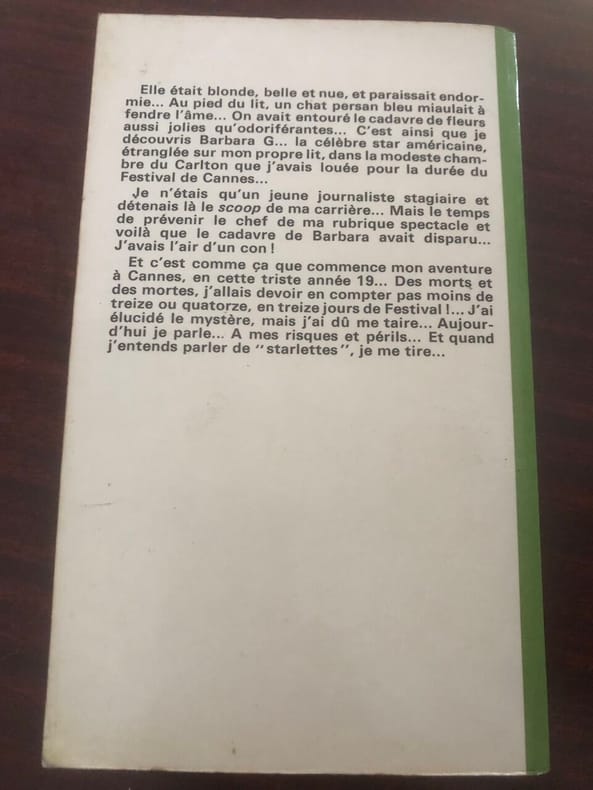 Elle était blonde, belle et nue, et paraissait endor-
mie... Au pied du lit, un chat persan bleu miaulait à
fendre l'âme... On avait entouré le cadavre de fleurs
aussi jolies qu'odoriférantes... C'est ainsi que je
découvris Barbara G... la célèbre star américaine,
étranglée sur mon propre lit, dans la modeste cham-
bre du Carlton que j'avais louée pour la durée du
Festival de Cannes...
Je n'étais qu'un jeune journaliste stagiaire et
détenais là le scoop de ma carrière... Mais le temps
de prévenir le chef de ma rubrique spectacle et
voilà que le cadavre de Barbara avait disparu...
J'avais l'air d'un con !
Et c'est comme ça que commence mon aventure
à Cannes, en cette triste année 19... Des morts et
des mortes, j'allais devoir en compter pas moins de
treize ou quatorze, en treize jours de Festival !... J'ai
élucidé le mystère, mais j'ai dû me taire... Aujour-
d'hui je parle... A mes risques et périls... Et quand
j'entends parler de "starlettes", je me tire...